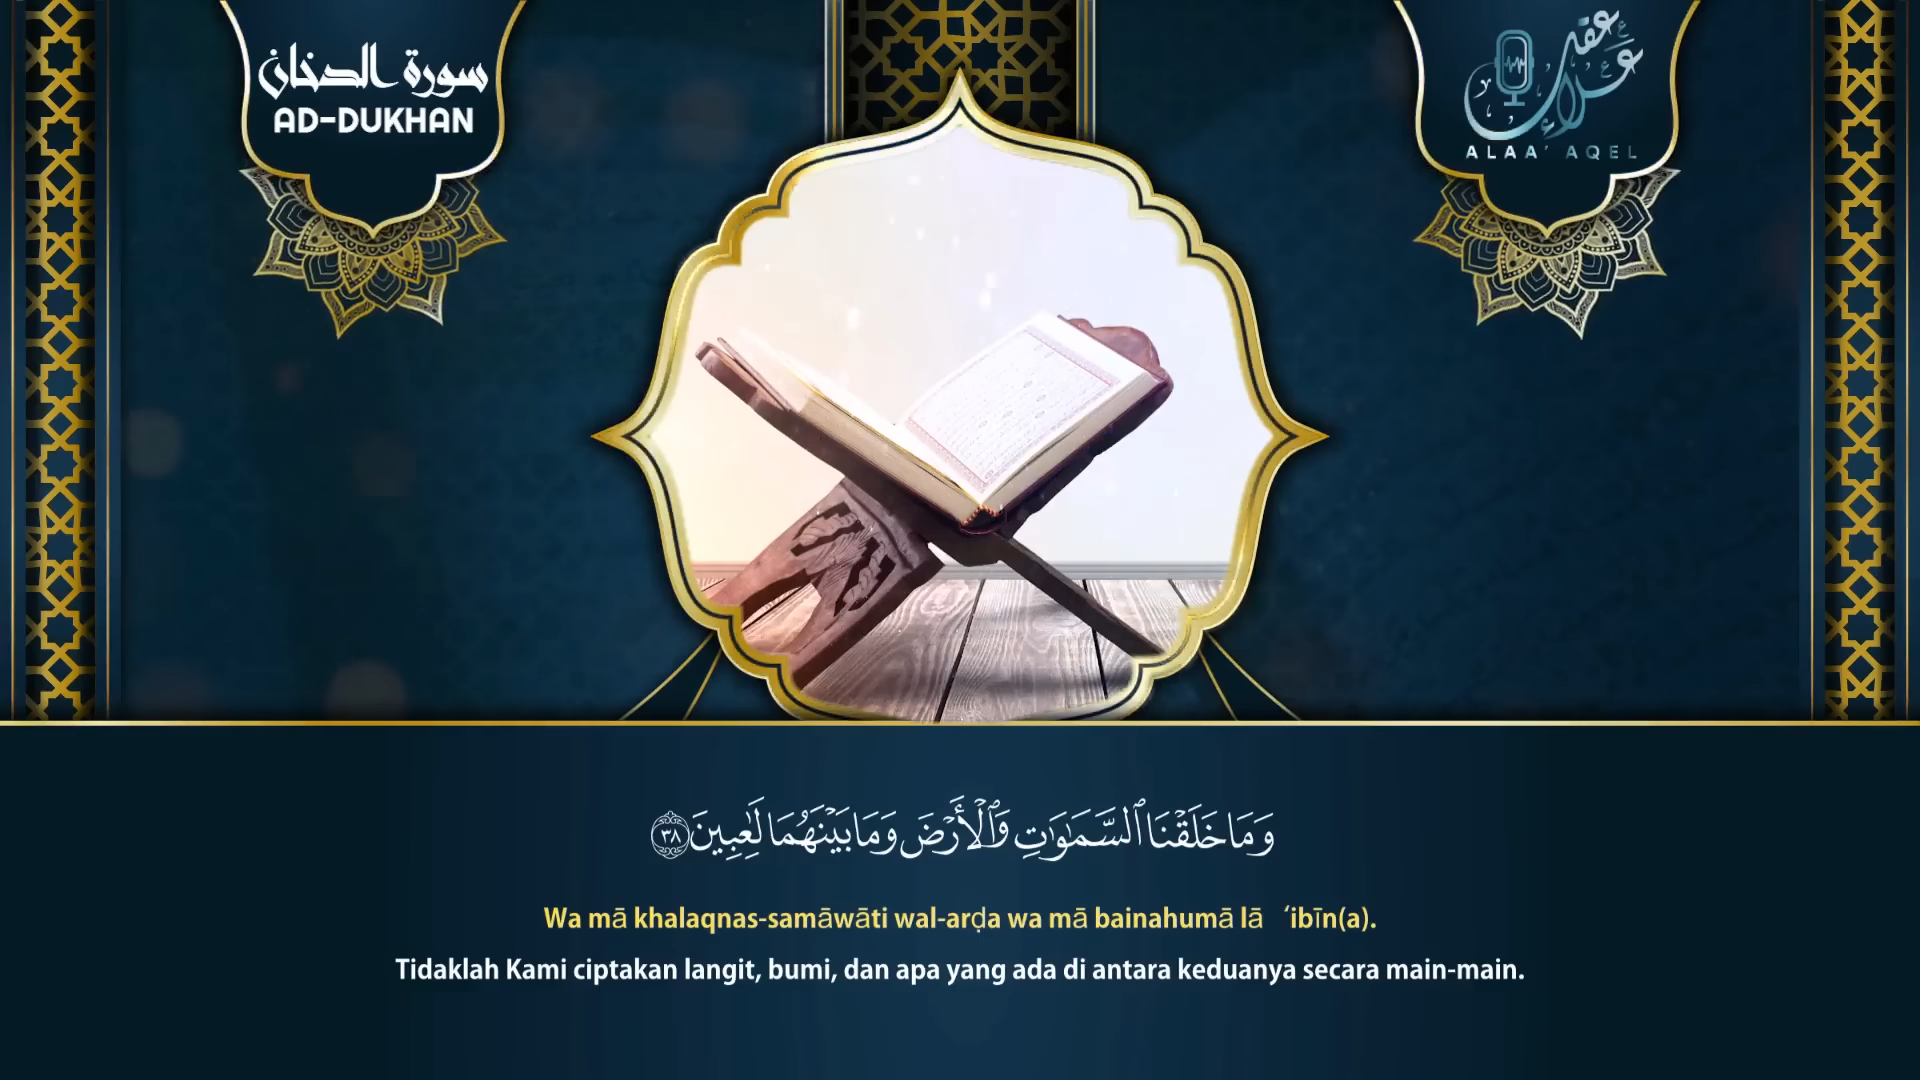 سورة الدخان
AD-DUKHAN
علاء عقل
ALAA' AQEL
وَمَا خَلَقْنَا ٱلسَّمَٰوَٰتِ وَٱلْأَرْضَ وَمَا بَيْنَهُمَا لَٰعِبِينَ ٣٨
Wa mā khalaqnas-samāwāti wal-arḍa wa mā bainahumā lā ‘ibīn(a).
Tidaklah Kami ciptakan langit, bumi, dan apa yang ada di antara keduanya secara main-main.